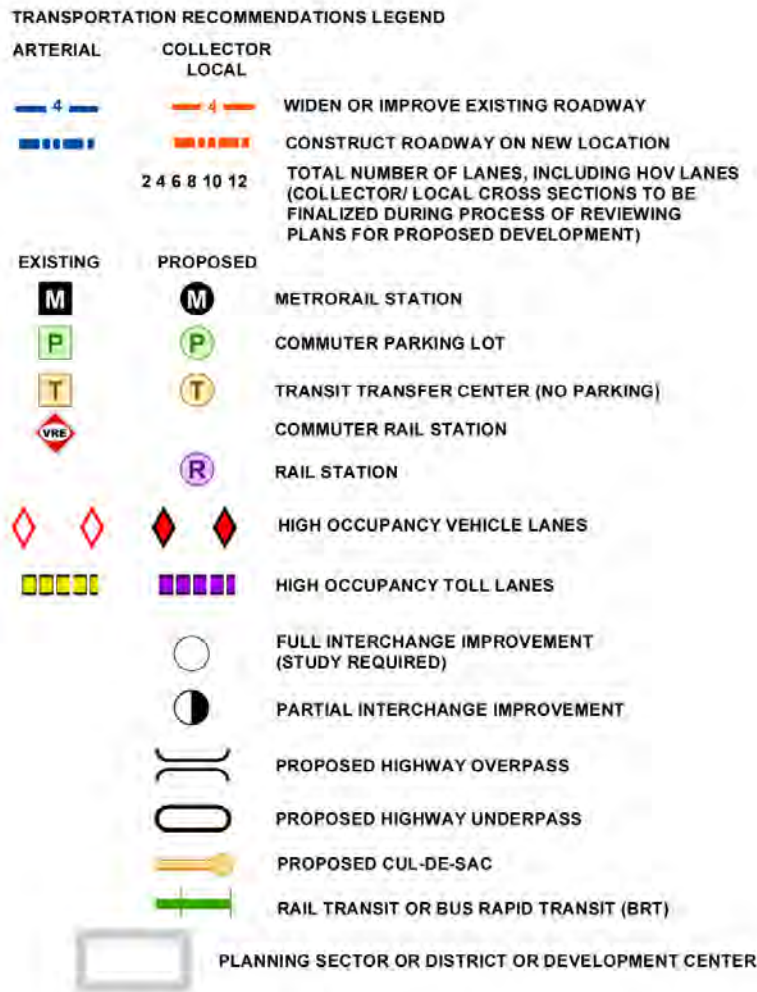 TRANSPORTATION RECOMMENDATIONS LEGEND
ARTERIAL
COLLECTOR
LOCAL
4 4 WIDEN OR IMPROVE EXISTING ROADWAY
CONSTRUCT ROADWAY ON NEW LOCATION
2 4 6 8 10 12 TOTAL NUMBER OF LANES, INCLUDING HOV LANES
(COLLECTOR/ LOCAL CROSS SECTIONS TO BE
FINALIZED DURING PROCESS OF REVIEWING
PLANS FOR PROPOSED DEVELOPMENT)
EXISTING PROPOSED
M M METRORAIL STATION
P P COMMUTER PARKING LOT
T T TRANSIT TRANSFER CENTER (NO PARKING)
VRE COMMUTER RAIL STATION
R RAIL STATION
HIGH OCCUPANCY VEHICLE LANES
HIGH OCCUPANCY TOLL LANES
FULL INTERCHANGE IMPROVEMENT
(STUDY REQUIRED)
PARTIAL INTERCHANGE IMPROVEMENT
PROPOSED HIGHWAY OVERPASS
PROPOSED HIGHWAY UNDERPASS
PROPOSED CUL-DE-SAC
RAIL TRANSIT OR BUS RAPID TRANSIT (BRT)
PLANNING SECTOR OR DISTRICT OR DEVELOPMENT CENTER